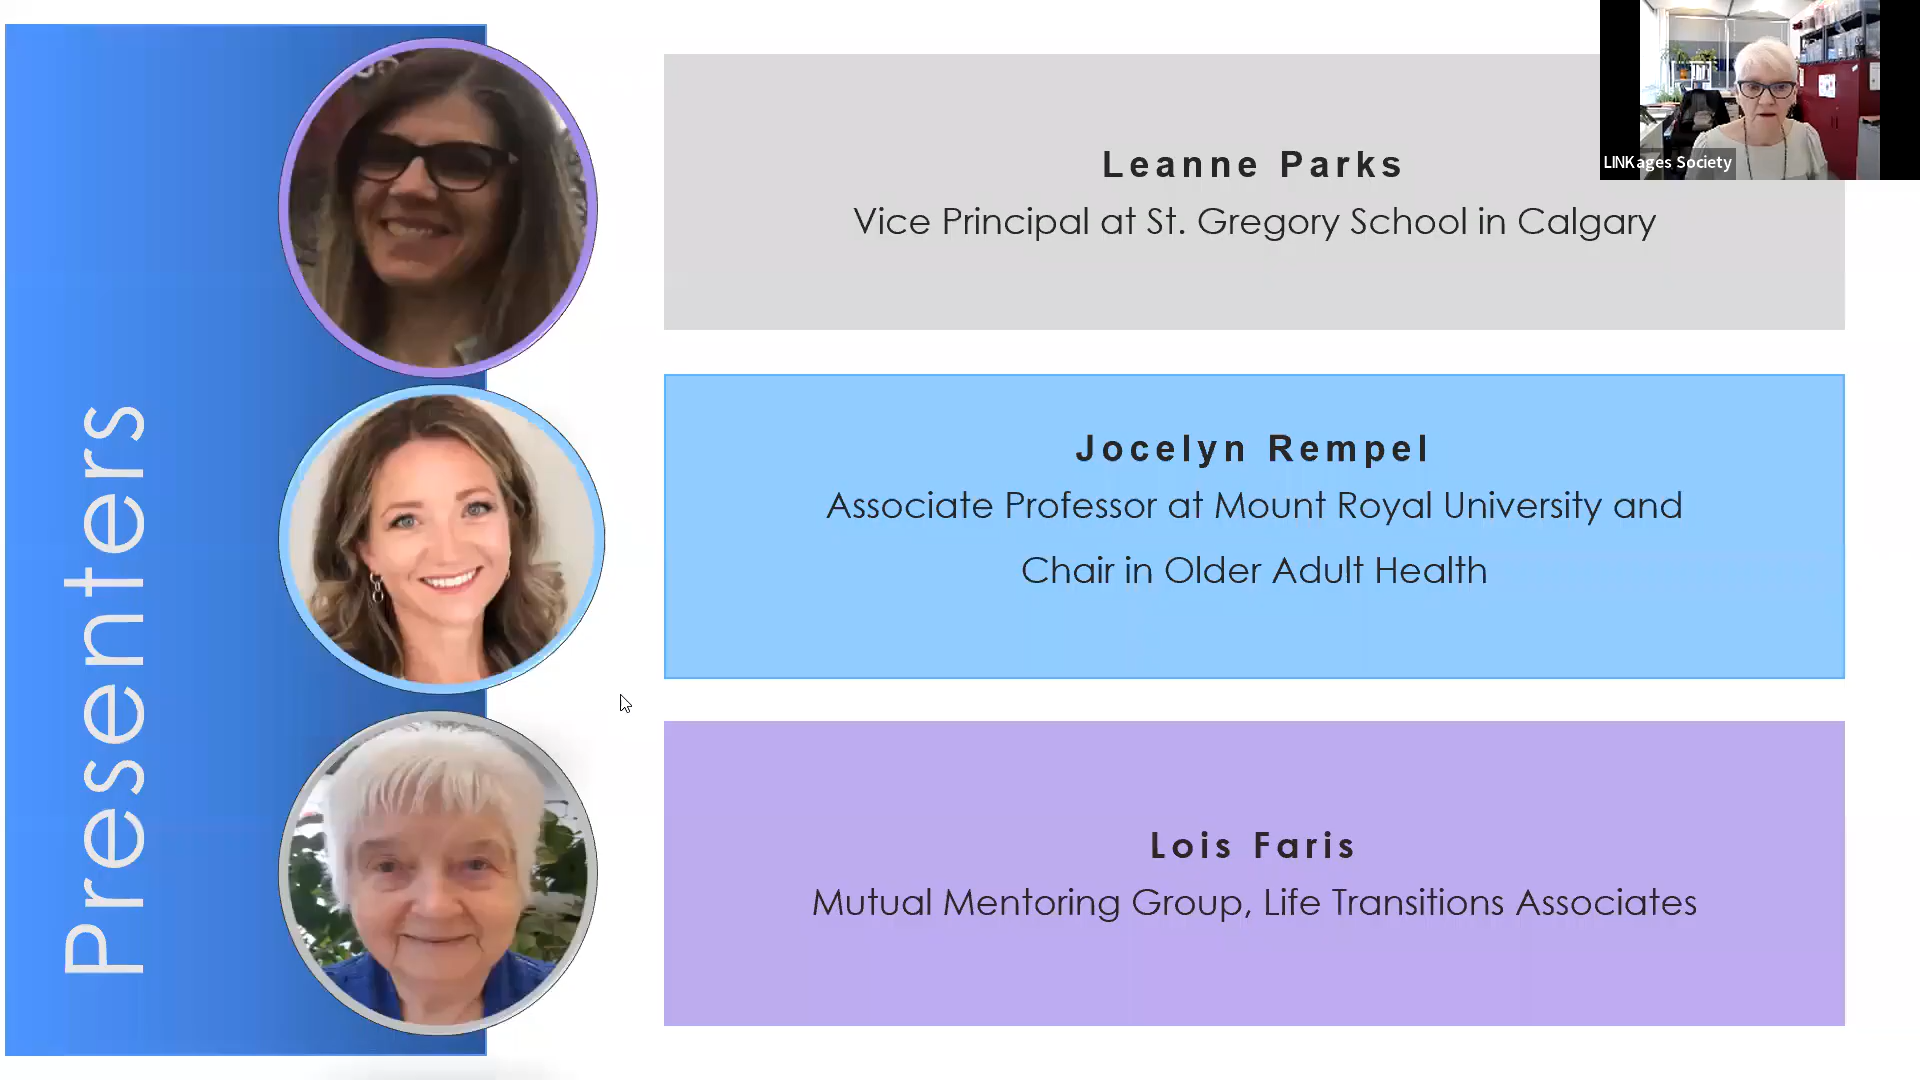 Presenters
Leanne Parks
Vice Principal at St. Gregory School in Calgary
LINKages Society
Jocelyn Rempel
Associate Professor at Mount Royal University and
Chair in Older Adult Health
Lois Faris
Mutual Mentoring Group, Life Transitions Associates